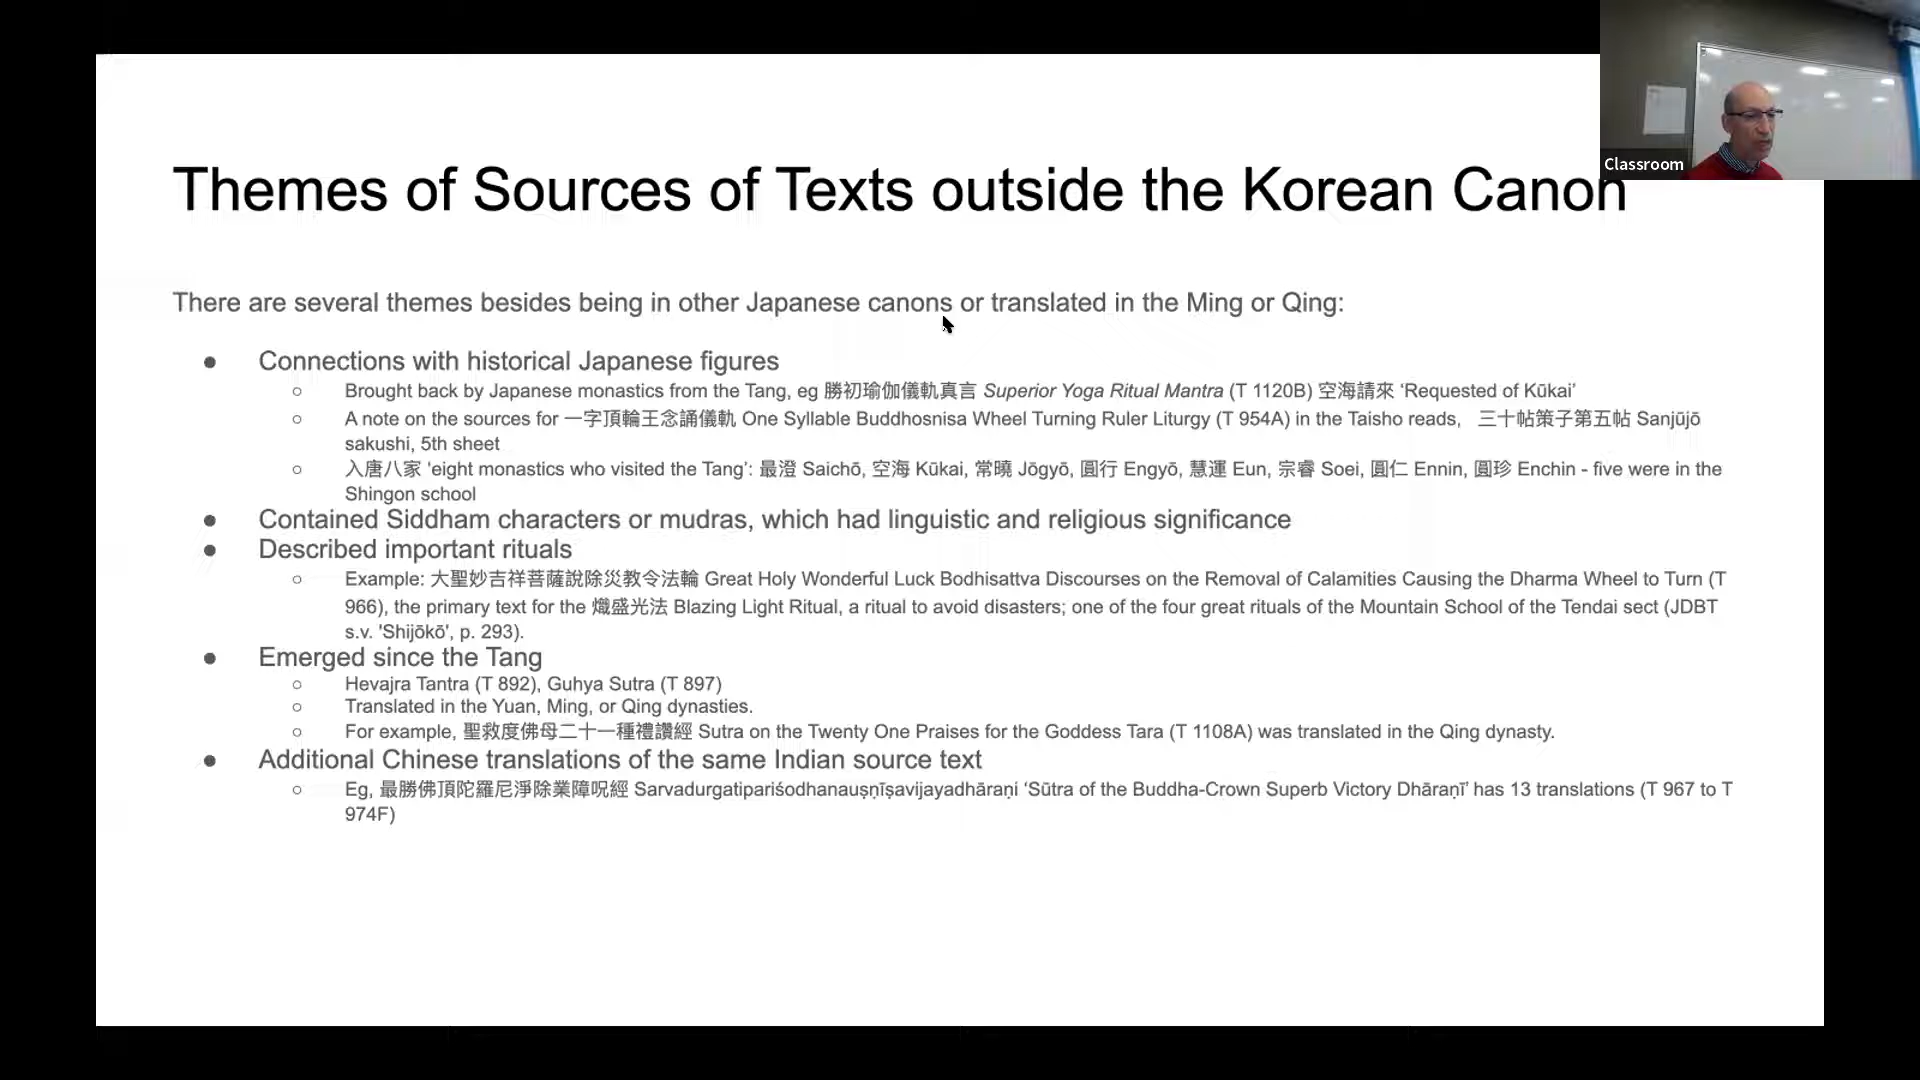 Classroom
Themes of Sources of Texts outside the Korean Canon
There are several themes besides being in other Japanese canons or translated in the Ming or Qing:
● Connections with historical Japanese figures
○ Brought back by Japanese monastics from the Tang, eg 勝初瑜伽儀軌真言 Superior Yoga Ritual Mantra (T 1120B) 空海請來 ‘Requested of Kūkai’
○ A note on the sources for 一字頂輪王念誦儀軌 One Syllable Buddhosnisa Wheel Turning Ruler Liturgy (T 954A) in the Taisho reads, 三十帖策子第五帖 Sanjūjō
sakushi, 5th sheet
○ 入唐八家 ‘eight monastics who visited the Tang’: 最澄 Saichō, 空海 Kūkai, 常曉 Jōgyō, 圓行 Engyō, 慧運 Eun, 宗睿 Soei, 圓仁 Ennin, 圓珍 Enchin - five were in the
Shingon school
● Contained Siddham characters or mudras, which had linguistic and religious significance
● Described important rituals
○ Example: 大聖妙吉祥菩薩說除災教令法輪 Great Holy Wonderful Luck Bodhisattva Discourses on the Removal of Calamities Causing the Dharma Wheel to Turn (T
966), the primary text for the 熾盛光法 Blazing Light Ritual, a ritual to avoid disasters; one of the four great rituals of the Mountain School of the Tendai sect (JDBT
s.v. 'Shijōkō', p. 293).
● Emerged since the Tang
○ Hevajra Tantra (T 892), Guhya Sutra (T 897)
○ Translated in the Yuan, Ming, or Qing dynasties.
○ For example, 聖救度佛母二十一種禮讚經 Sutra on the Twenty One Praises for the Goddess Tara (T 1108A) was translated in the Qing dynasty.
● Additional Chinese translations of the same Indian source text
○ Eg, 最勝佛頂陀羅尼淨除業障呪經 Sarvadurgatipariśodhanauṣṇīṣavijayadhāraṇi ‘Sūtra of the Buddha-Crown Superb Victory Dhāraṇī’ has 13 translations (T 967 to T
974F)